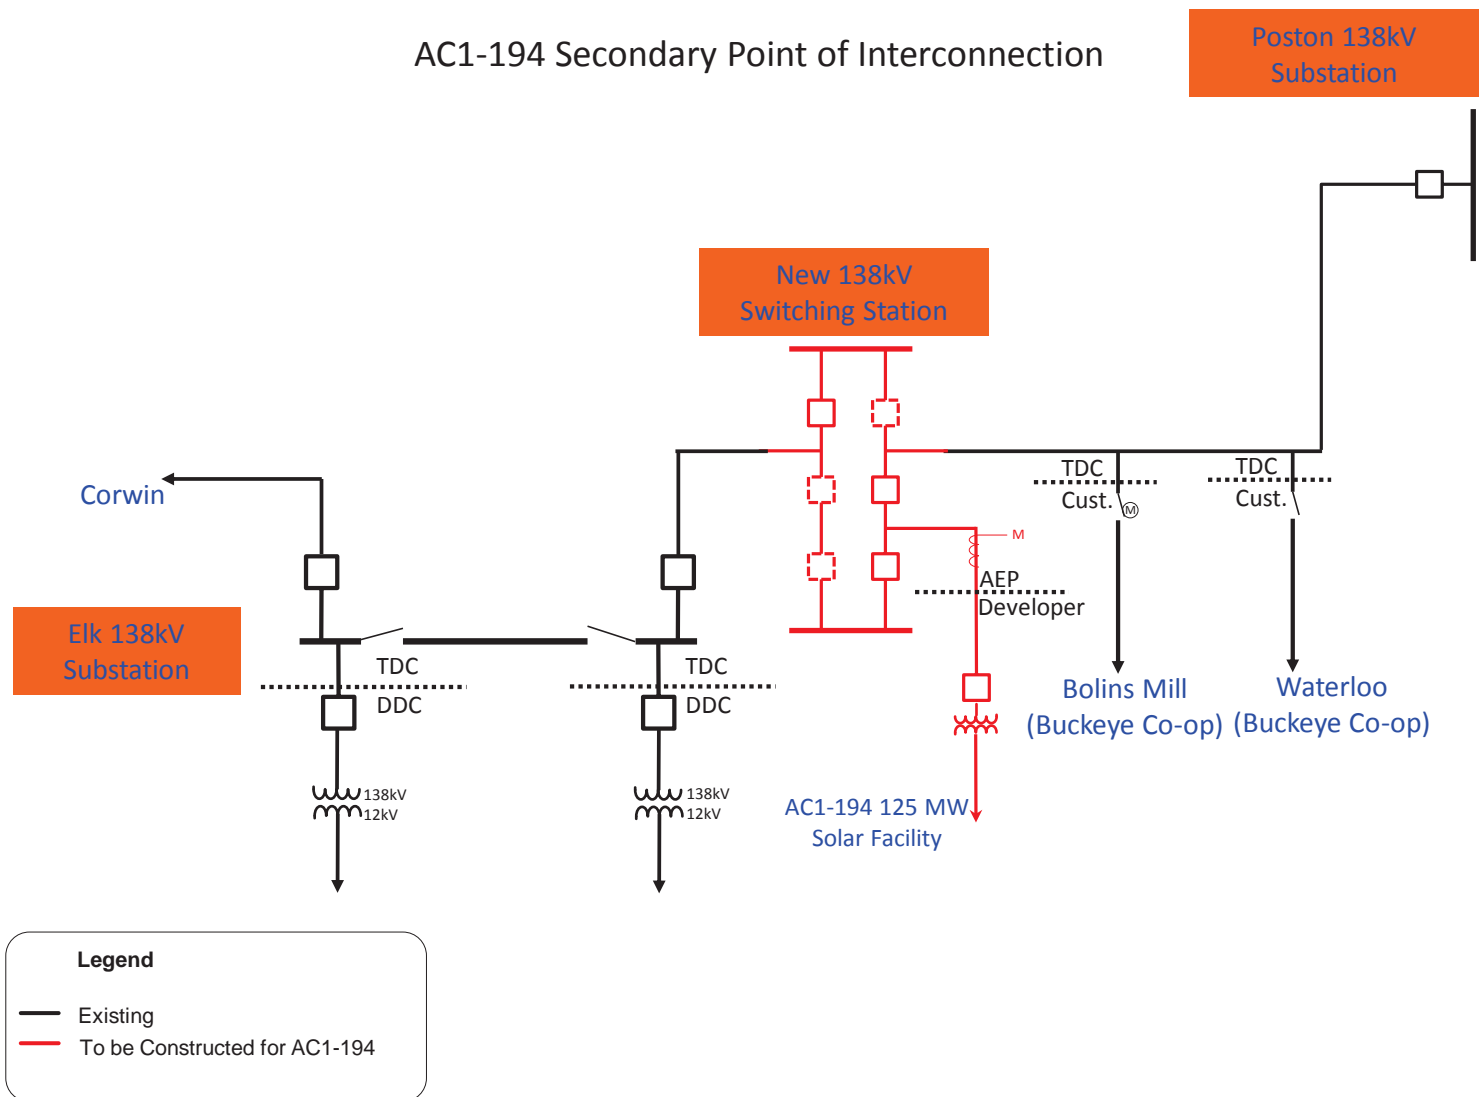 AC1-194 Secondary Point of Interconnection
Poston 138kV
Substation
New 138kV
Switching Station
Corwin
TDC
Cust.
M
TDC
Cust.
M
AEP
Developer
Elk 138kV
Substation
TDC
DDC
TDC
DDC
Bolins Mill
(Buckeye Co-op)
Waterloo
(Buckeye Co-op)
138kV
12kV
138kV
12kV
AC1-194 125 MW
Solar Facility
Legend
Existing
To be Constructed for AC1-194